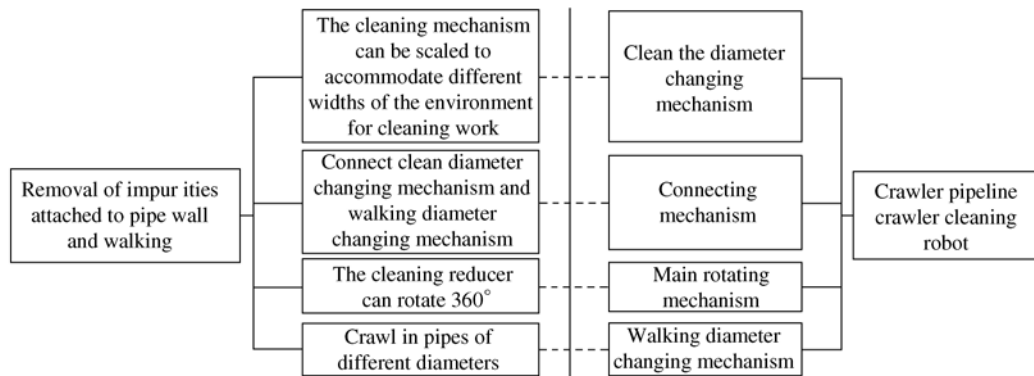 The cleaning mechanism
can be scaled to
accommodate different
widths of the environment
for cleaning work
Clean the diameter
changing
mechanism
Removal of impur ities
attached to pipe wall
and walking
Connect clean diameter
changing mechanism and
walking diameter
changing mechanism
Connecting
mechanism
Crawler pipeline
crawler cleaning
robot
The cleaning reducer
can rotate 360°
Main rotating
mechanism
Crawl in pipes of
different diameters
Walking diameter
changing mechanism